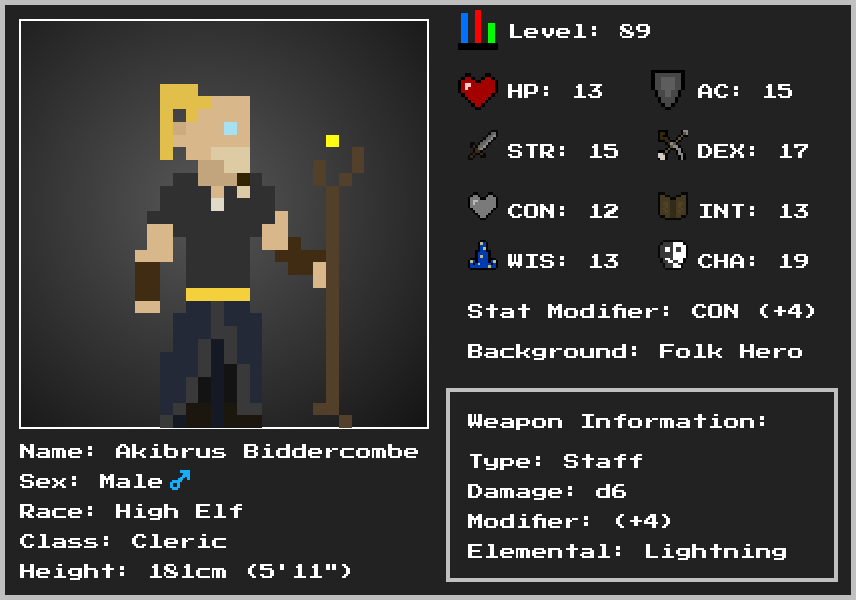 Level: 89
HP: 13 AC: 15
STR: 15 DEX: 17
CON: 12 INT: 13
WIS: 13 CHA: 19
Stat Modifier: CON (+4)
Background: Folk Hero
Weapon Information:
Type: Staff
Damage: d6
Modifier: (+4)
Elemental: Lightning
Name: Akibrus Biddercombe
Sex: Male ♂
Race: High Elf
Class: Cleric
Height: 181cm (5'11")